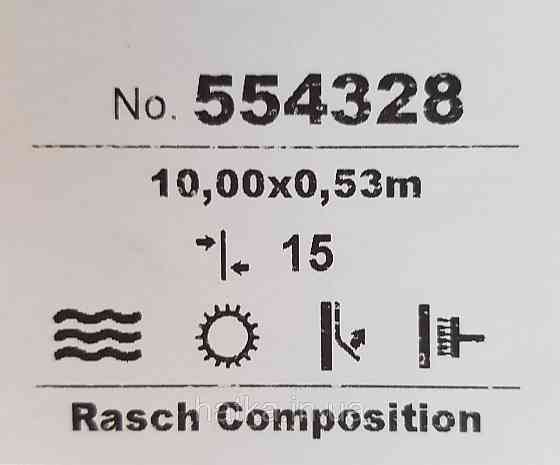 No. 554328
10,00x0,53m
15
Rasch Composition